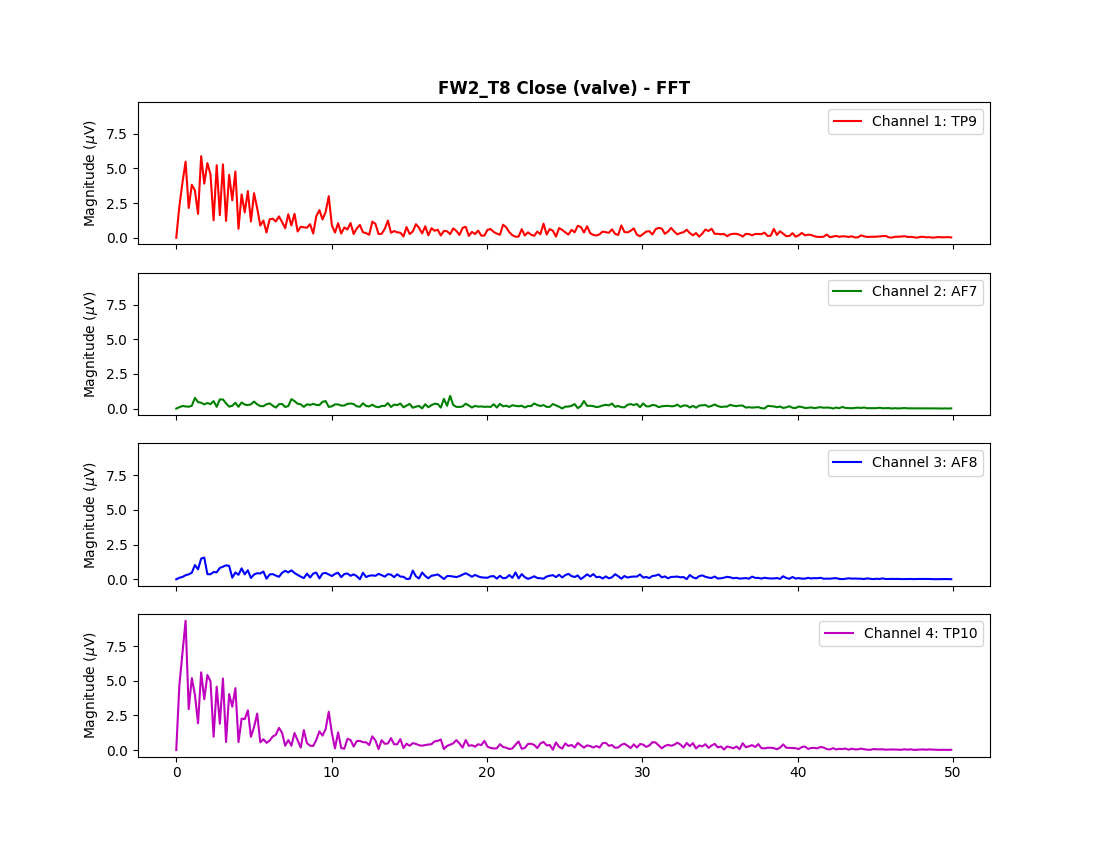 FW2_T8 Close (valve) - FFT
Magnitude (μV)
7.5
5.0
2.5
0.0
Channel 1: TP9
Magnitude (μV)
7.5
5.0
2.5
0.0
Channel 2: AF7
Magnitude (μV)
7.5
5.0
2.5
0.0
Channel 3: AF8
Magnitude (μV)
7.5
5.0
2.5
0.0
Channel 4: TP10
0 10 20 30 40 50